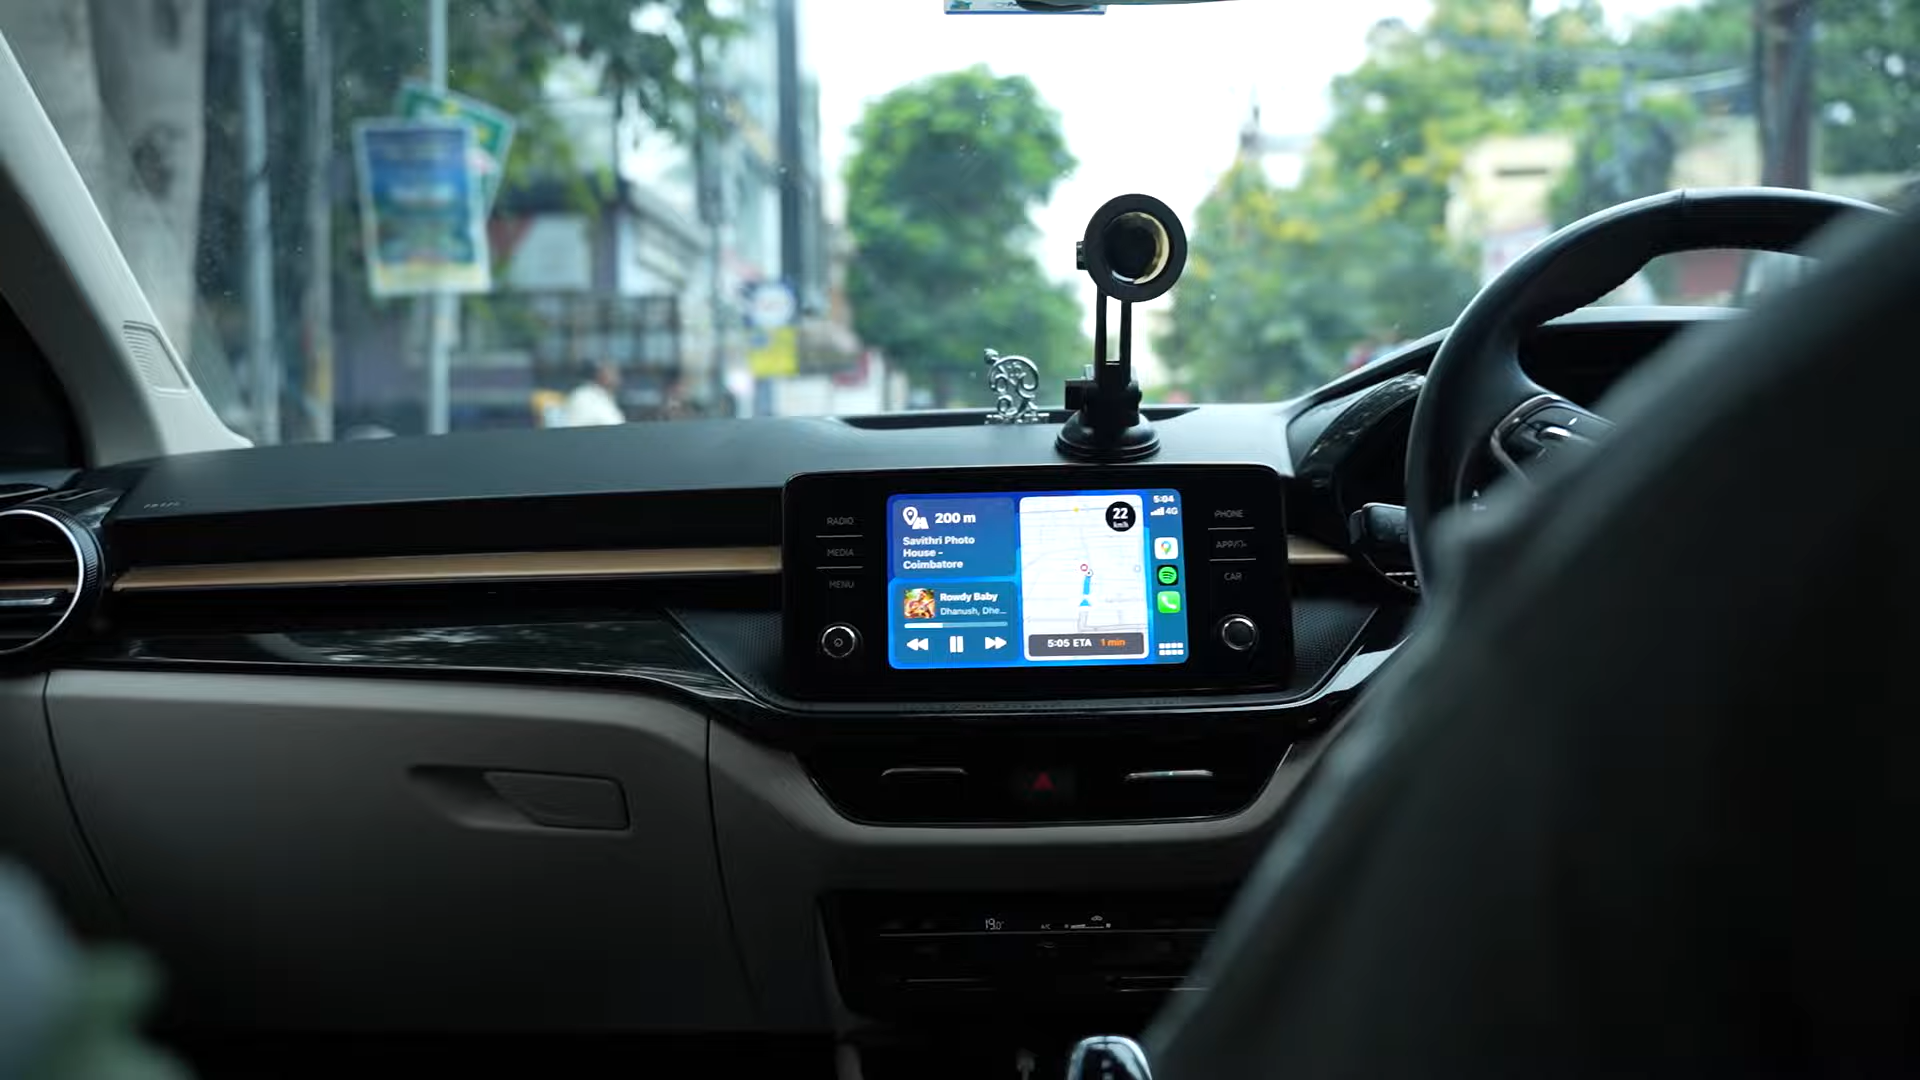 RADIO
MEDIA
MENU
200 m
Savithri Photo
House -
Coimbatore
Rowdy Baby
Dhanush, Dhe...
22
km/h
5:05 ETA 1 min
5:04
4G
PHONE
APP/
CAR
19.0°
A/C